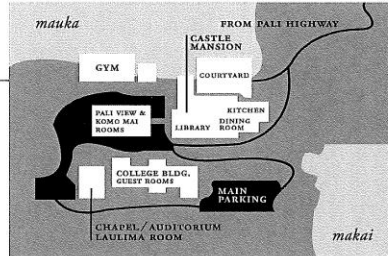 mauka
FROM PALI HIGHWAY
CASTLE
MANSION
GYM
COURTYARD
PALI VIEW &
KOMO MAI
ROOMS
KITCHEN
DINING
ROOM
LIBRARY
COLLEGE BLDG,
GUEST ROOMS
MAIN
PARKING
CHAPEL/AUDITORIUM
LAULIMA ROOM
makai